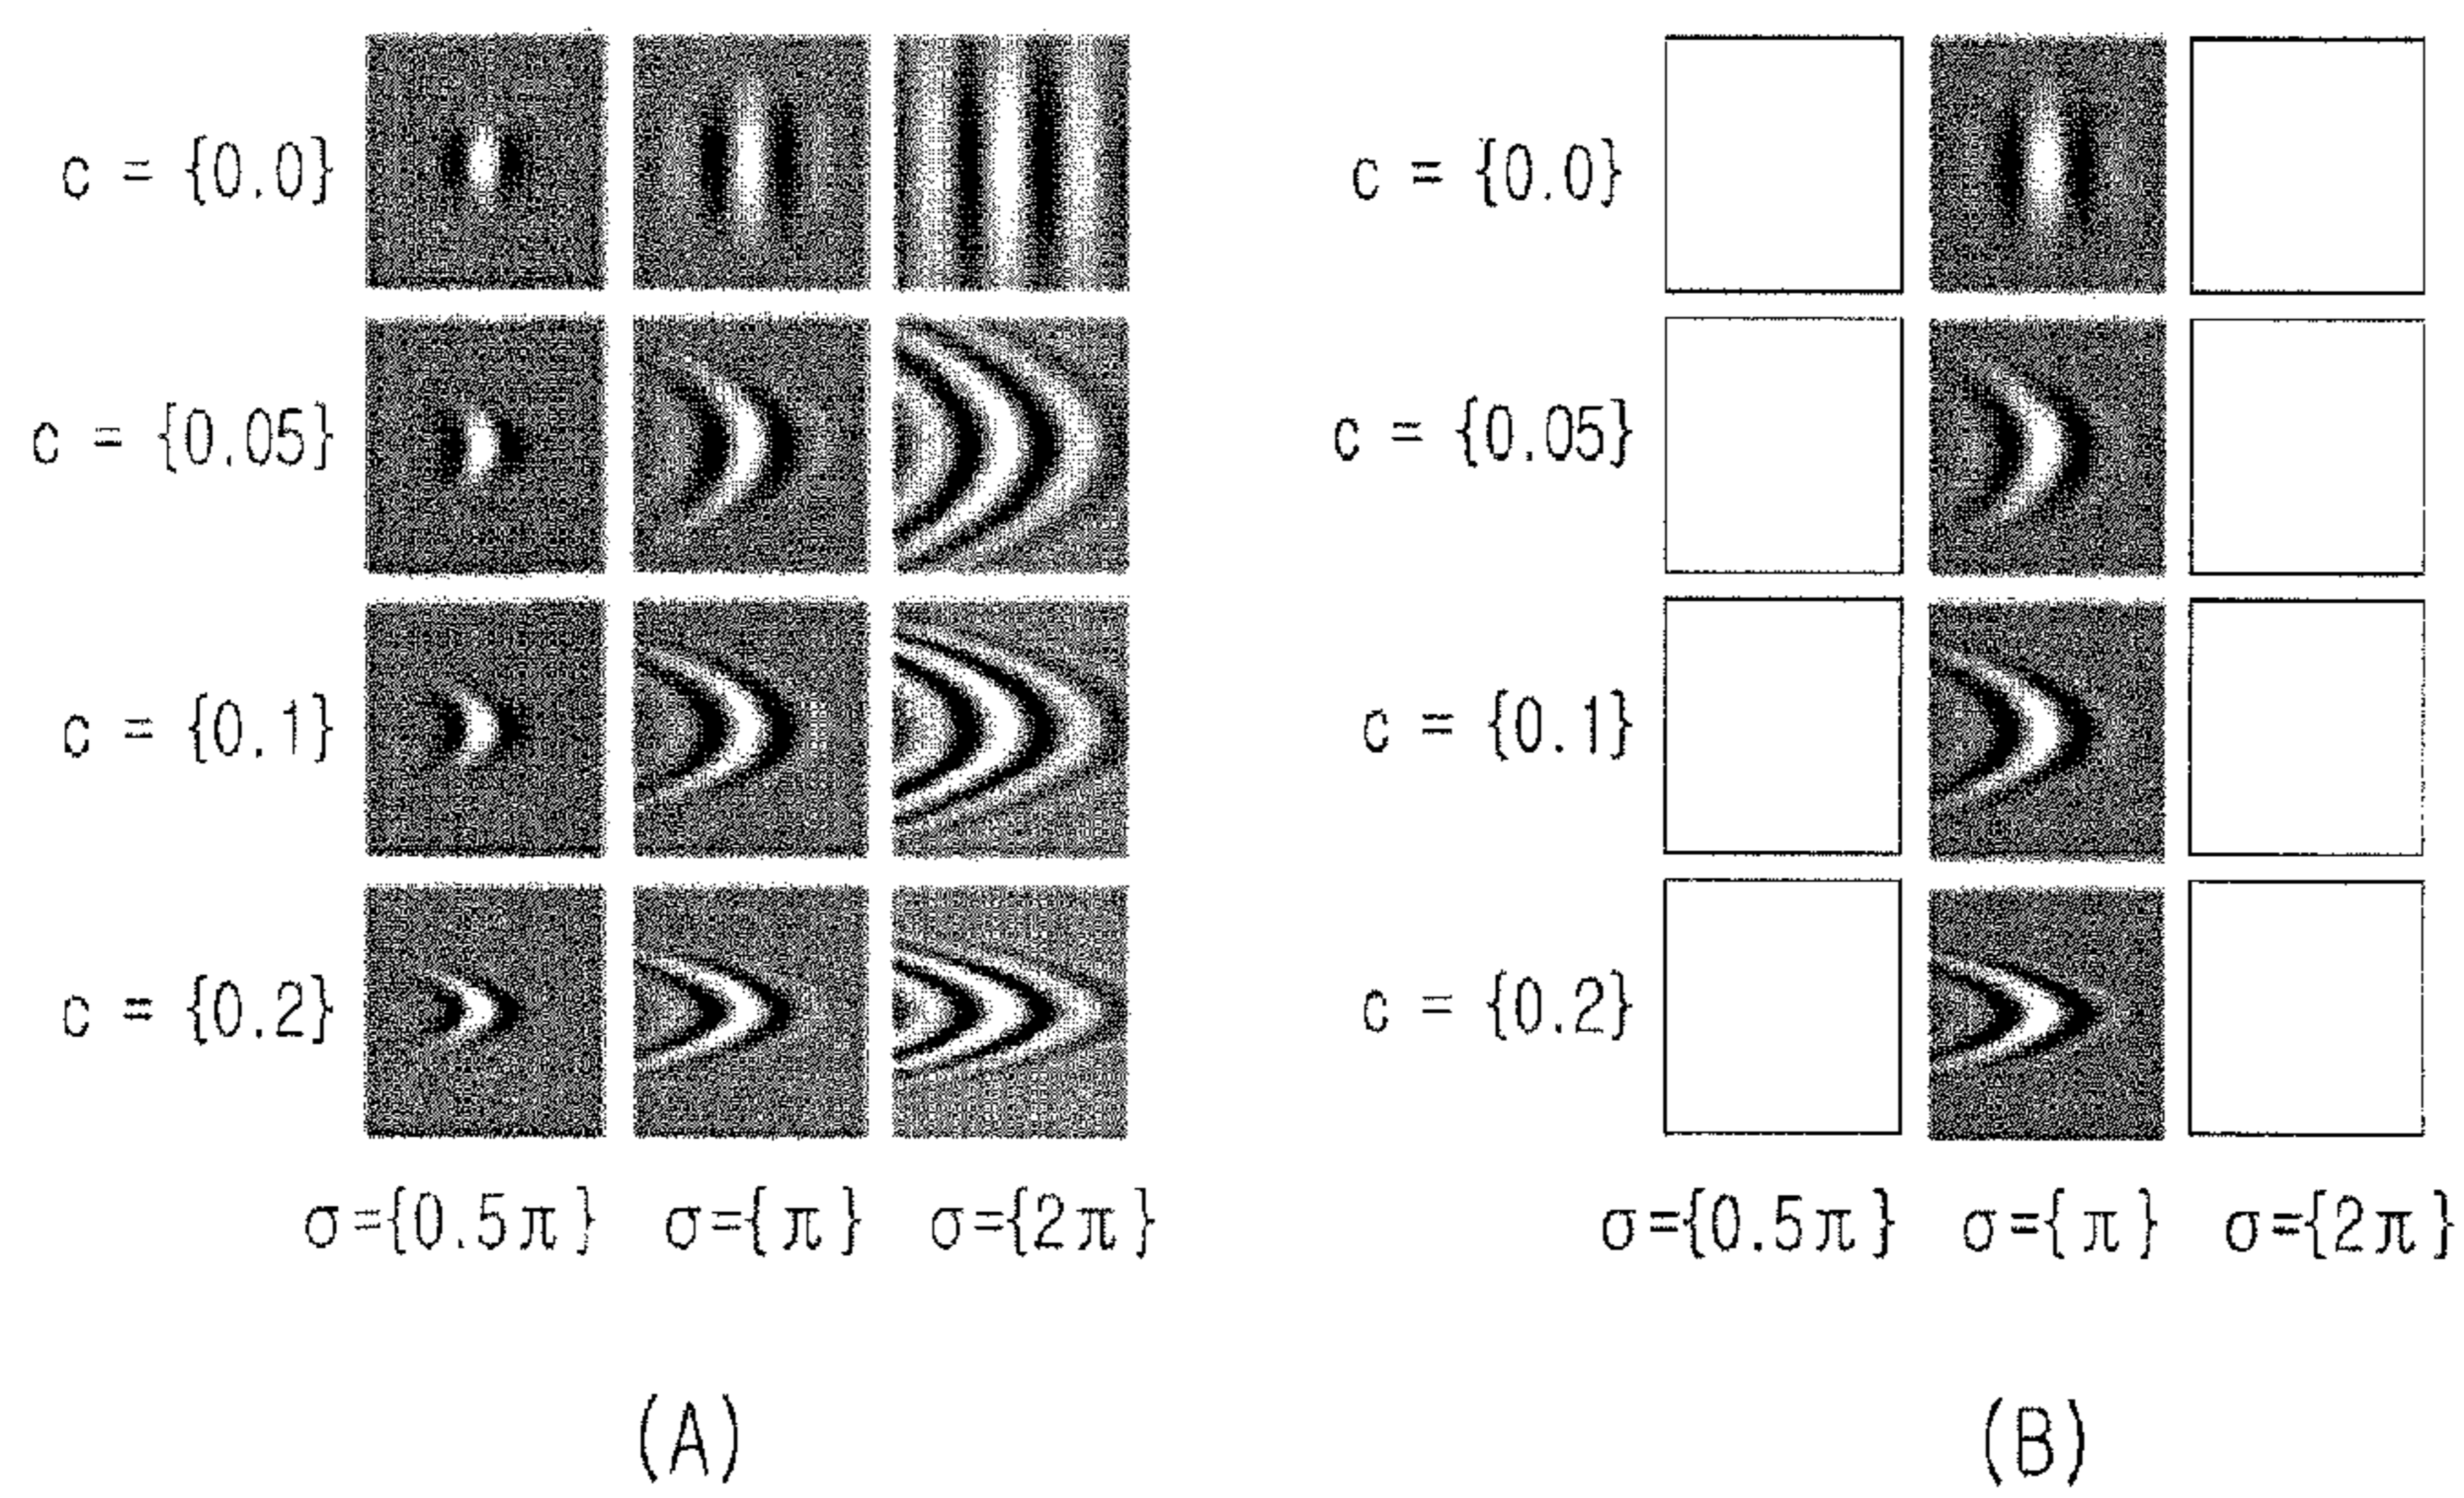 c = {0.0} c = {0.0}
c = {0.05} c = {0.05}
c = {0.1} c = {0.1}
c = {0.2} c = {0.2}
σ={0.5π} σ={π} σ={2π} σ={0.5π} σ={π} σ={2π}
(A) (B)